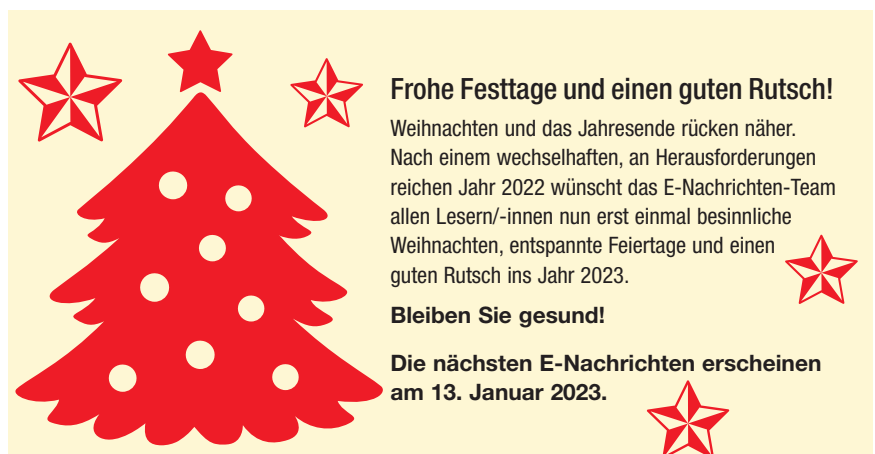 Frohe Festtage und einen guten Rutsch!
Weihnachten und das Jahresende rücken näher.
Nach einem wechselhaften, an Herausforderungen
reichen Jahr 2022 wünscht das E-Nachrichten-Team
allen Lesern/-innen nun erst einmal besinnliche
Weihnachten, entspannte Feiertage und einen
guten Rutsch ins Jahr 2023.
Bleiben Sie gesund!
Die nächsten E-Nachrichten erscheinen
am 13. Januar 2023.